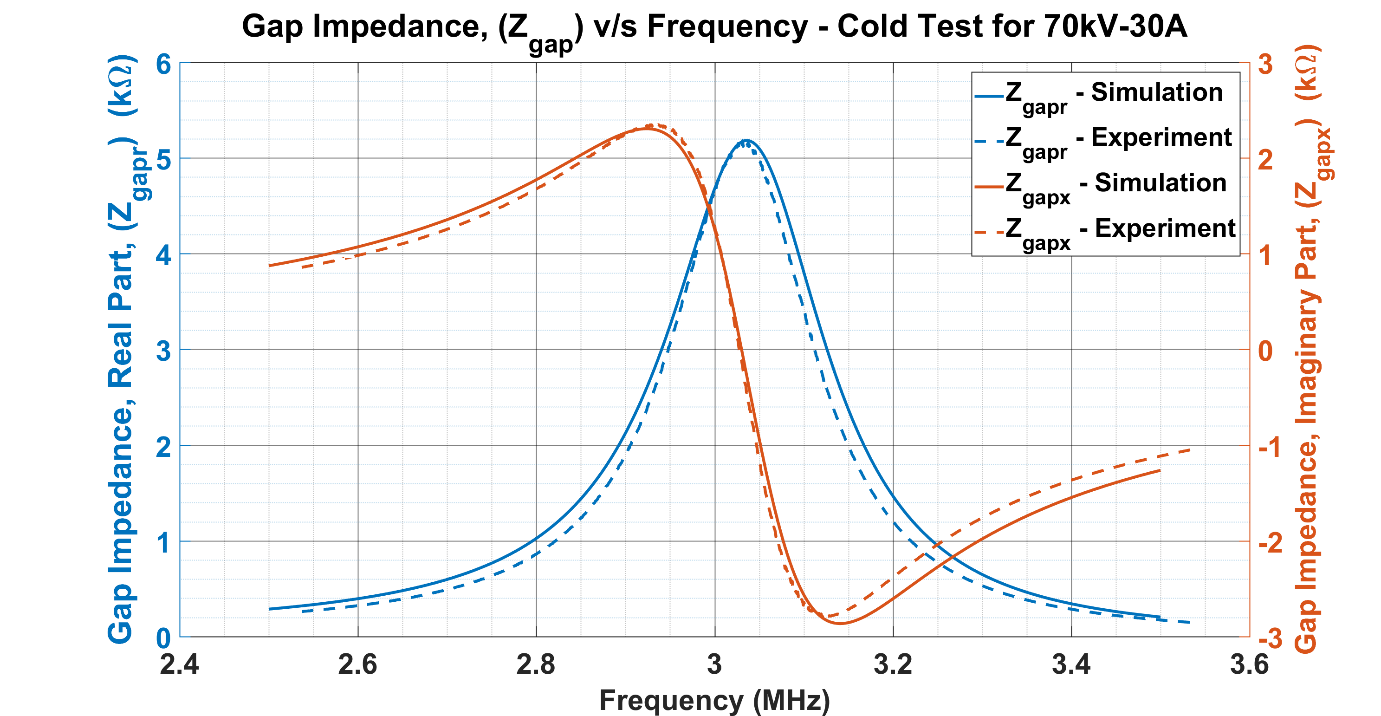 Gap Impedance, (Zgap) v/s Frequency - Cold Test for 70kV-30A
Gap Impedance, Real Part, (Zgapr) (kΩ)
6
5
4
3
2
1
0
Zgapr - Simulation
Zgapr - Experiment
Zgapx - Simulation
Zgapx - Experiment
3
2
1
0
-1
-2
-3
Gap Impedance, Imaginary Part, (Zgapx) (kΩ)
2.4 2.6 2.8 3 3.2 3.4 3.6
Frequency (MHz)